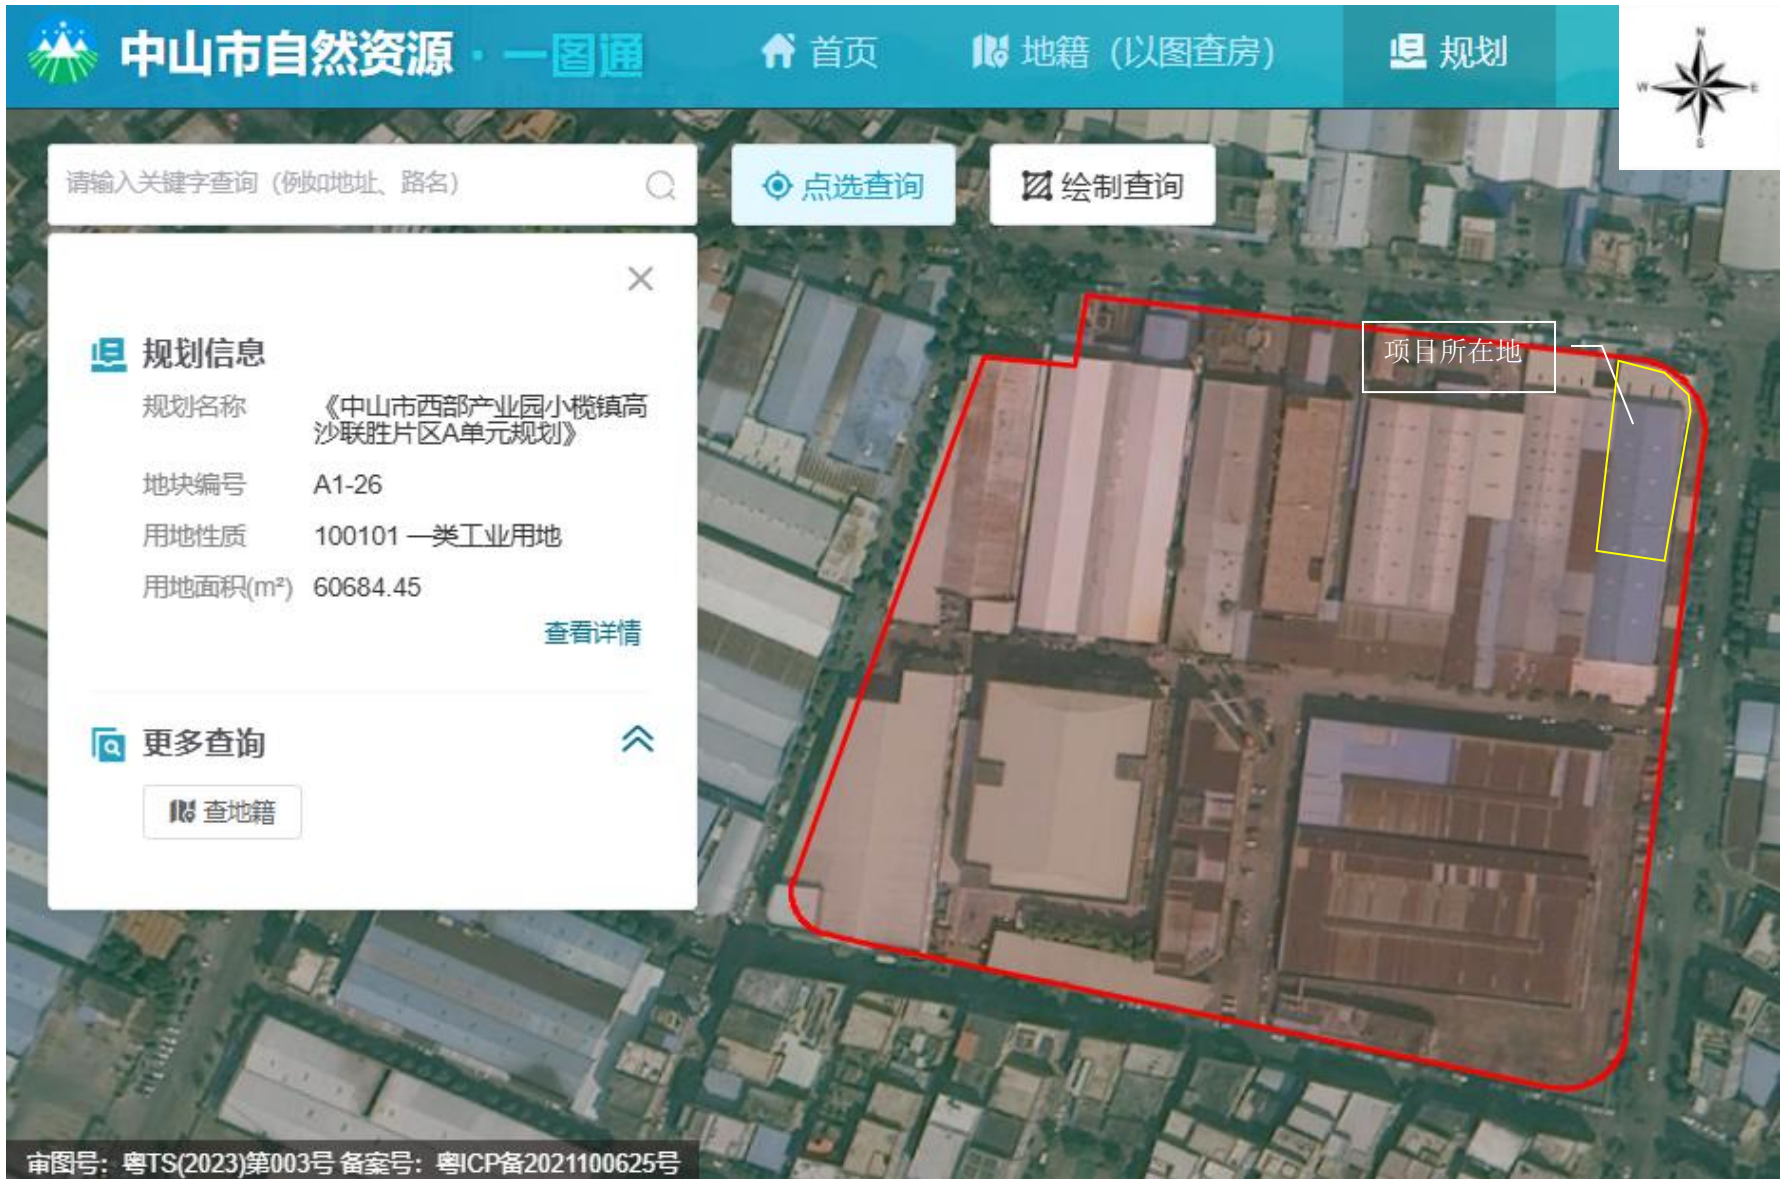 中山市自然资源·一图通
首页
地籍（以图查房）
规划
N
W
E
S
请输入关键字查询（例如地址、路名）
点选查询
绘制查询
规划信息
规划名称
《中山市西部产业园小榄镇高
沙联胜片区A单元规划》
地块编号
A1-26
用地性质
100101 一类工业用地
用地面积(m²)
60684.45
查看详情
更多查询
查地籍
项目所在地
审图号：粤TS(2023)第003号 备案号：粤ICP备2021100625号